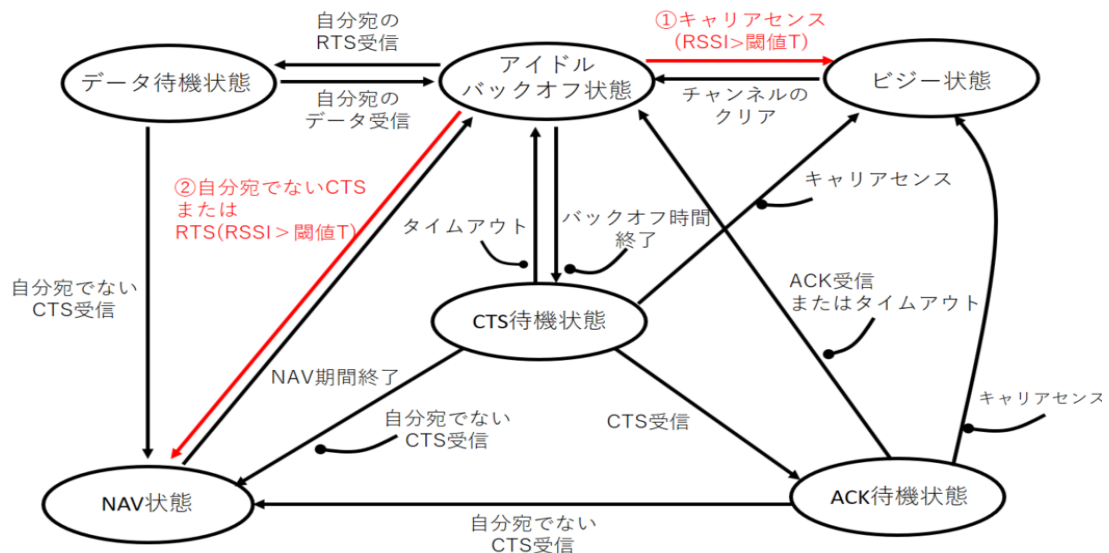 自分宛の
RTS受信
①キャリアセンス
(RSSI>閾値T)
データ待機状態
アイドル
バックオフ状態
ビジー状態
自分宛の
データ受信
チャンネルの
クリア
②自分宛でないCTS
または
RTS(RSSI＞閾値T)
キャリアセンス
タイムアウト
バックオフ時間
終了
自分宛でない
CTS受信
ACK受信
またはタイムアウト
CTS待機状態
NAV期間終了
自分宛でない
CTS受信
CTS受信
キャリアセンス
NAV状態
ACK待機状態
自分宛でない
CTS受信